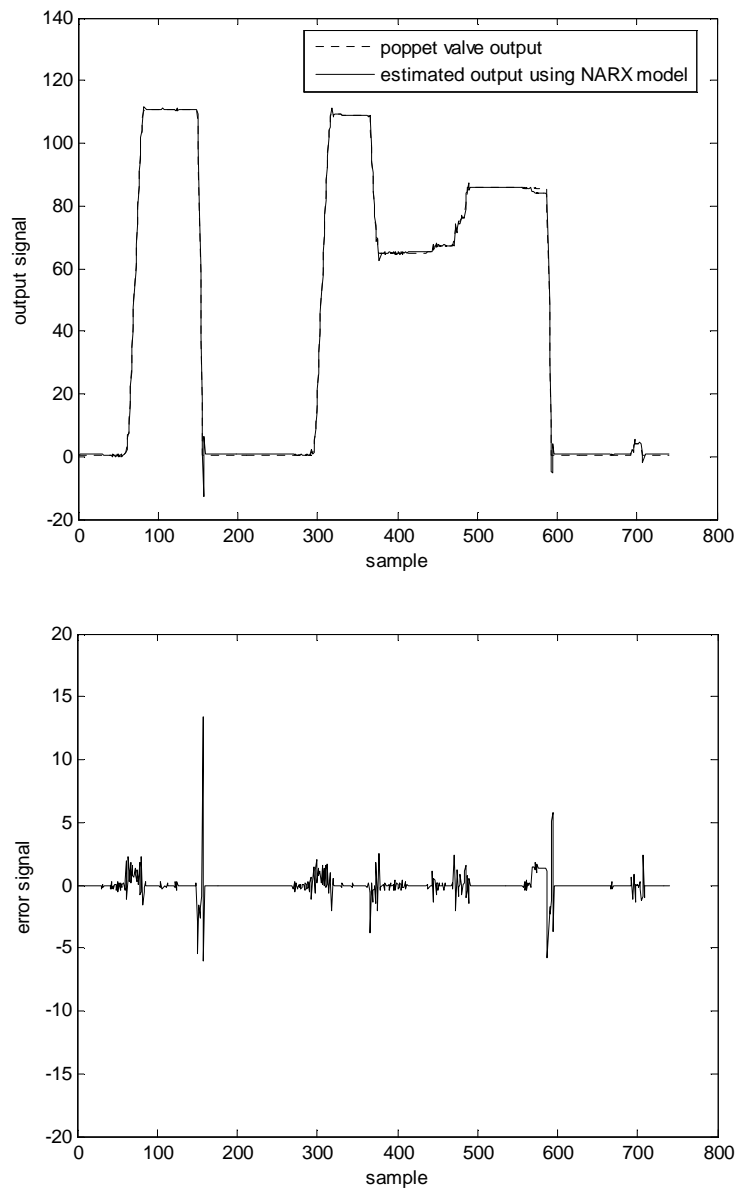 140
120
100
80
60
40
20
0
-20
output signal
poppet valve output
estimated output using NARX model
0 100 200 300 400 500 600 700 800
sample
20
15
10
5
0
-5
-10
-15
-20
error signal
0 100 200 300 400 500 600 700 800
sample